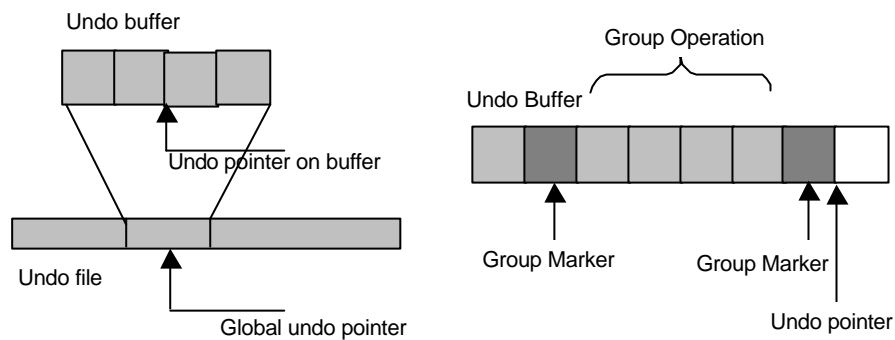 Undo buffer
Undo pointer on buffer
Undo file
Global undo pointer
Group Operation
Undo Buffer
Group Marker
Group Marker
Undo pointer